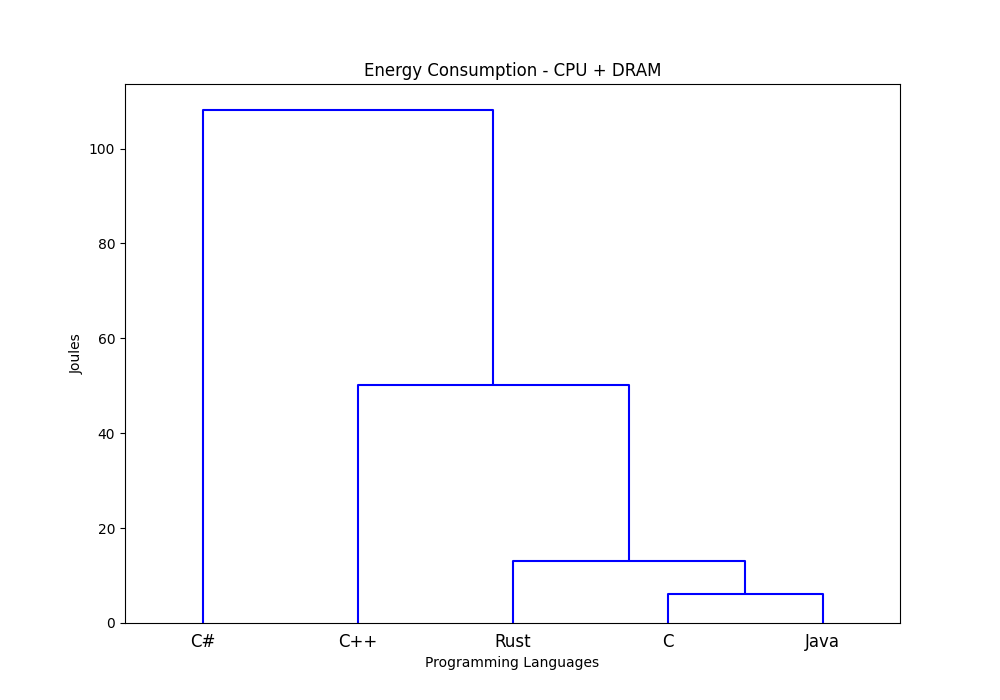 Energy Consumption - CPU + DRAM
100
80
60
40
20
0
Joules
C# C++ Rust C Java
Programming Languages